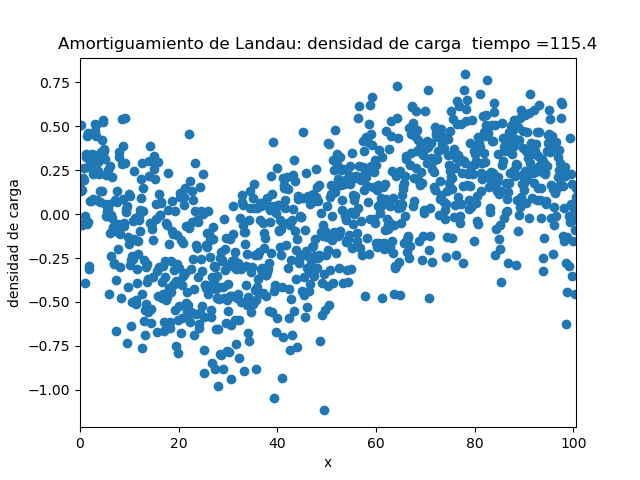 Amortiguamiento de Landau: densidad de carga  tiempo =115.4
densidad de carga
0.75
0.50
0.25
0.00
−0.25
−0.50
−0.75
−1.00
0 20 40 60 80 100
x